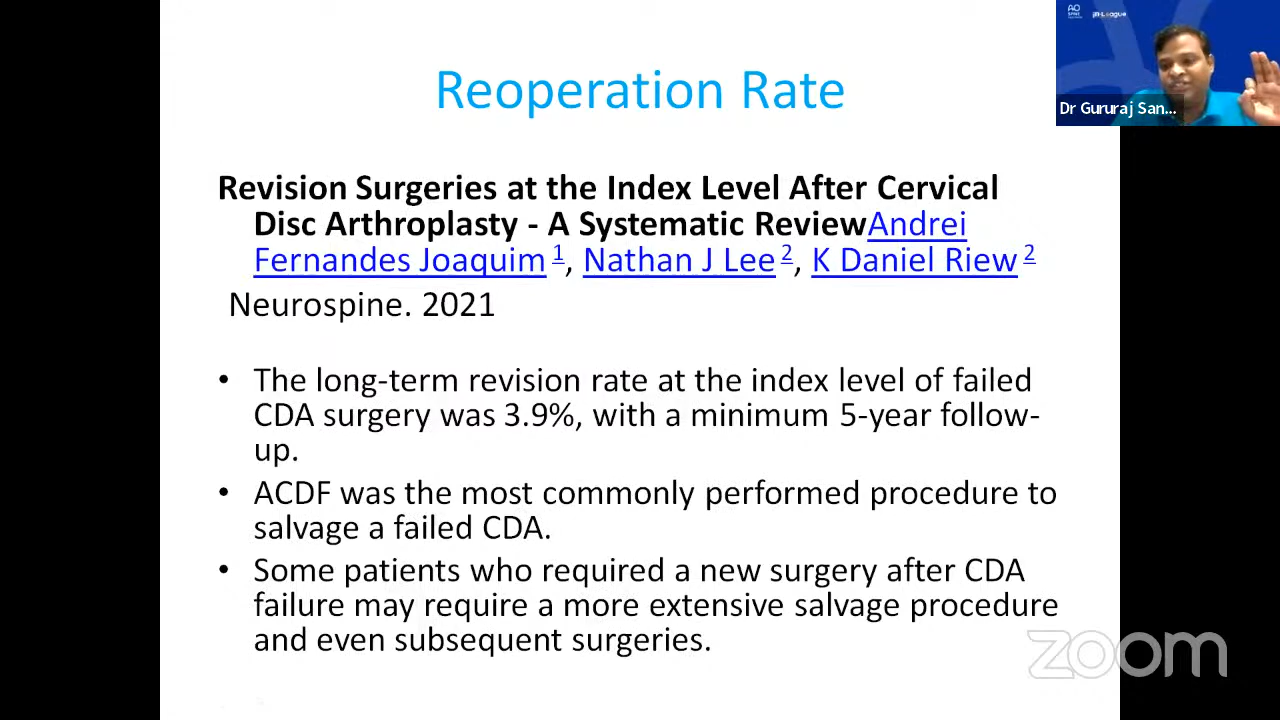 Reoperation Rate
Revision Surgeries at the Index Level After Cervical
Disc Arthroplasty - A Systematic ReviewAndrei
Fernandes Joaquim 1, Nathan J Lee 2, K Daniel Riew 2
Neurospine. 2021
• The long-term revision rate at the index level of failed
CDA surgery was 3.9%, with a minimum 5-year follow-
up.
• ACDF was the most commonly performed procedure to
salvage a failed CDA.
• Some patients who required a new surgery after CDA
failure may require a more extensive salvage procedure
and even subsequent surgeries.
AO
SPINE
Dr Gururaj San...
zoom